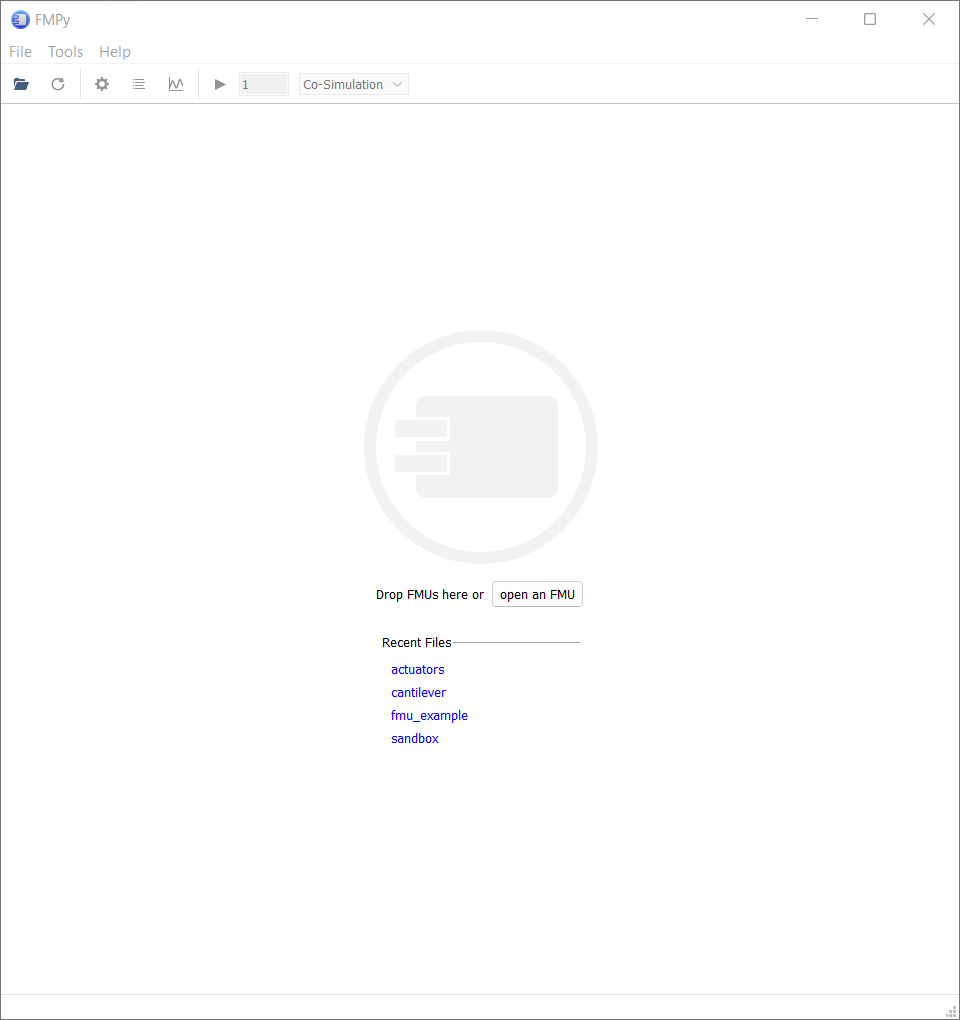 FMPy
File Tools Help
1 Co-Simulation
Drop FMUs here or open an FMU
Recent Files
actuators
cantilever
fmu_example
sandbox